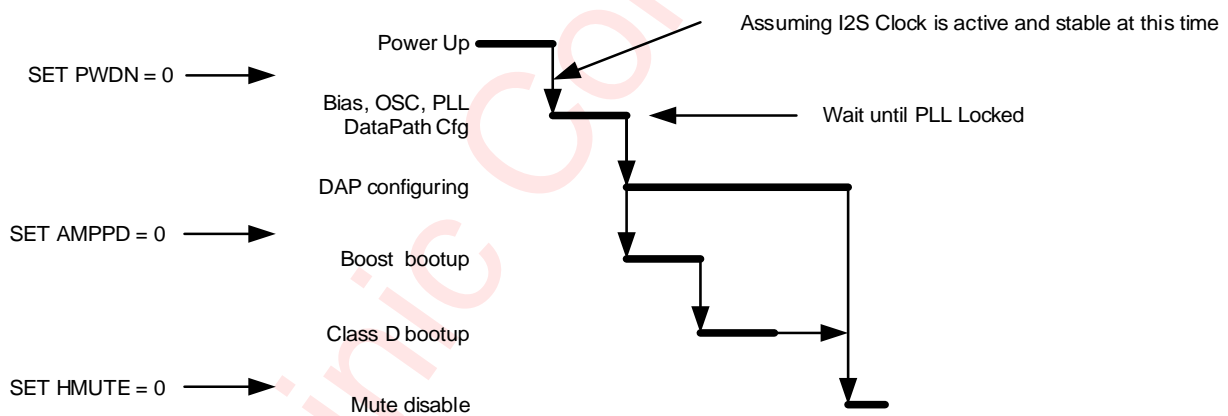 Assuming I2S Clock is active and stable at this time
Power Up
SET PWDN = 0
Bias, OSC, PLL
DataPath Cfg
Wait until PLL Locked
DAP configuring
SET AMPPD = 0
Boost bootup
Class D bootup
SET HMUTE = 0
Mute disable
inic Con